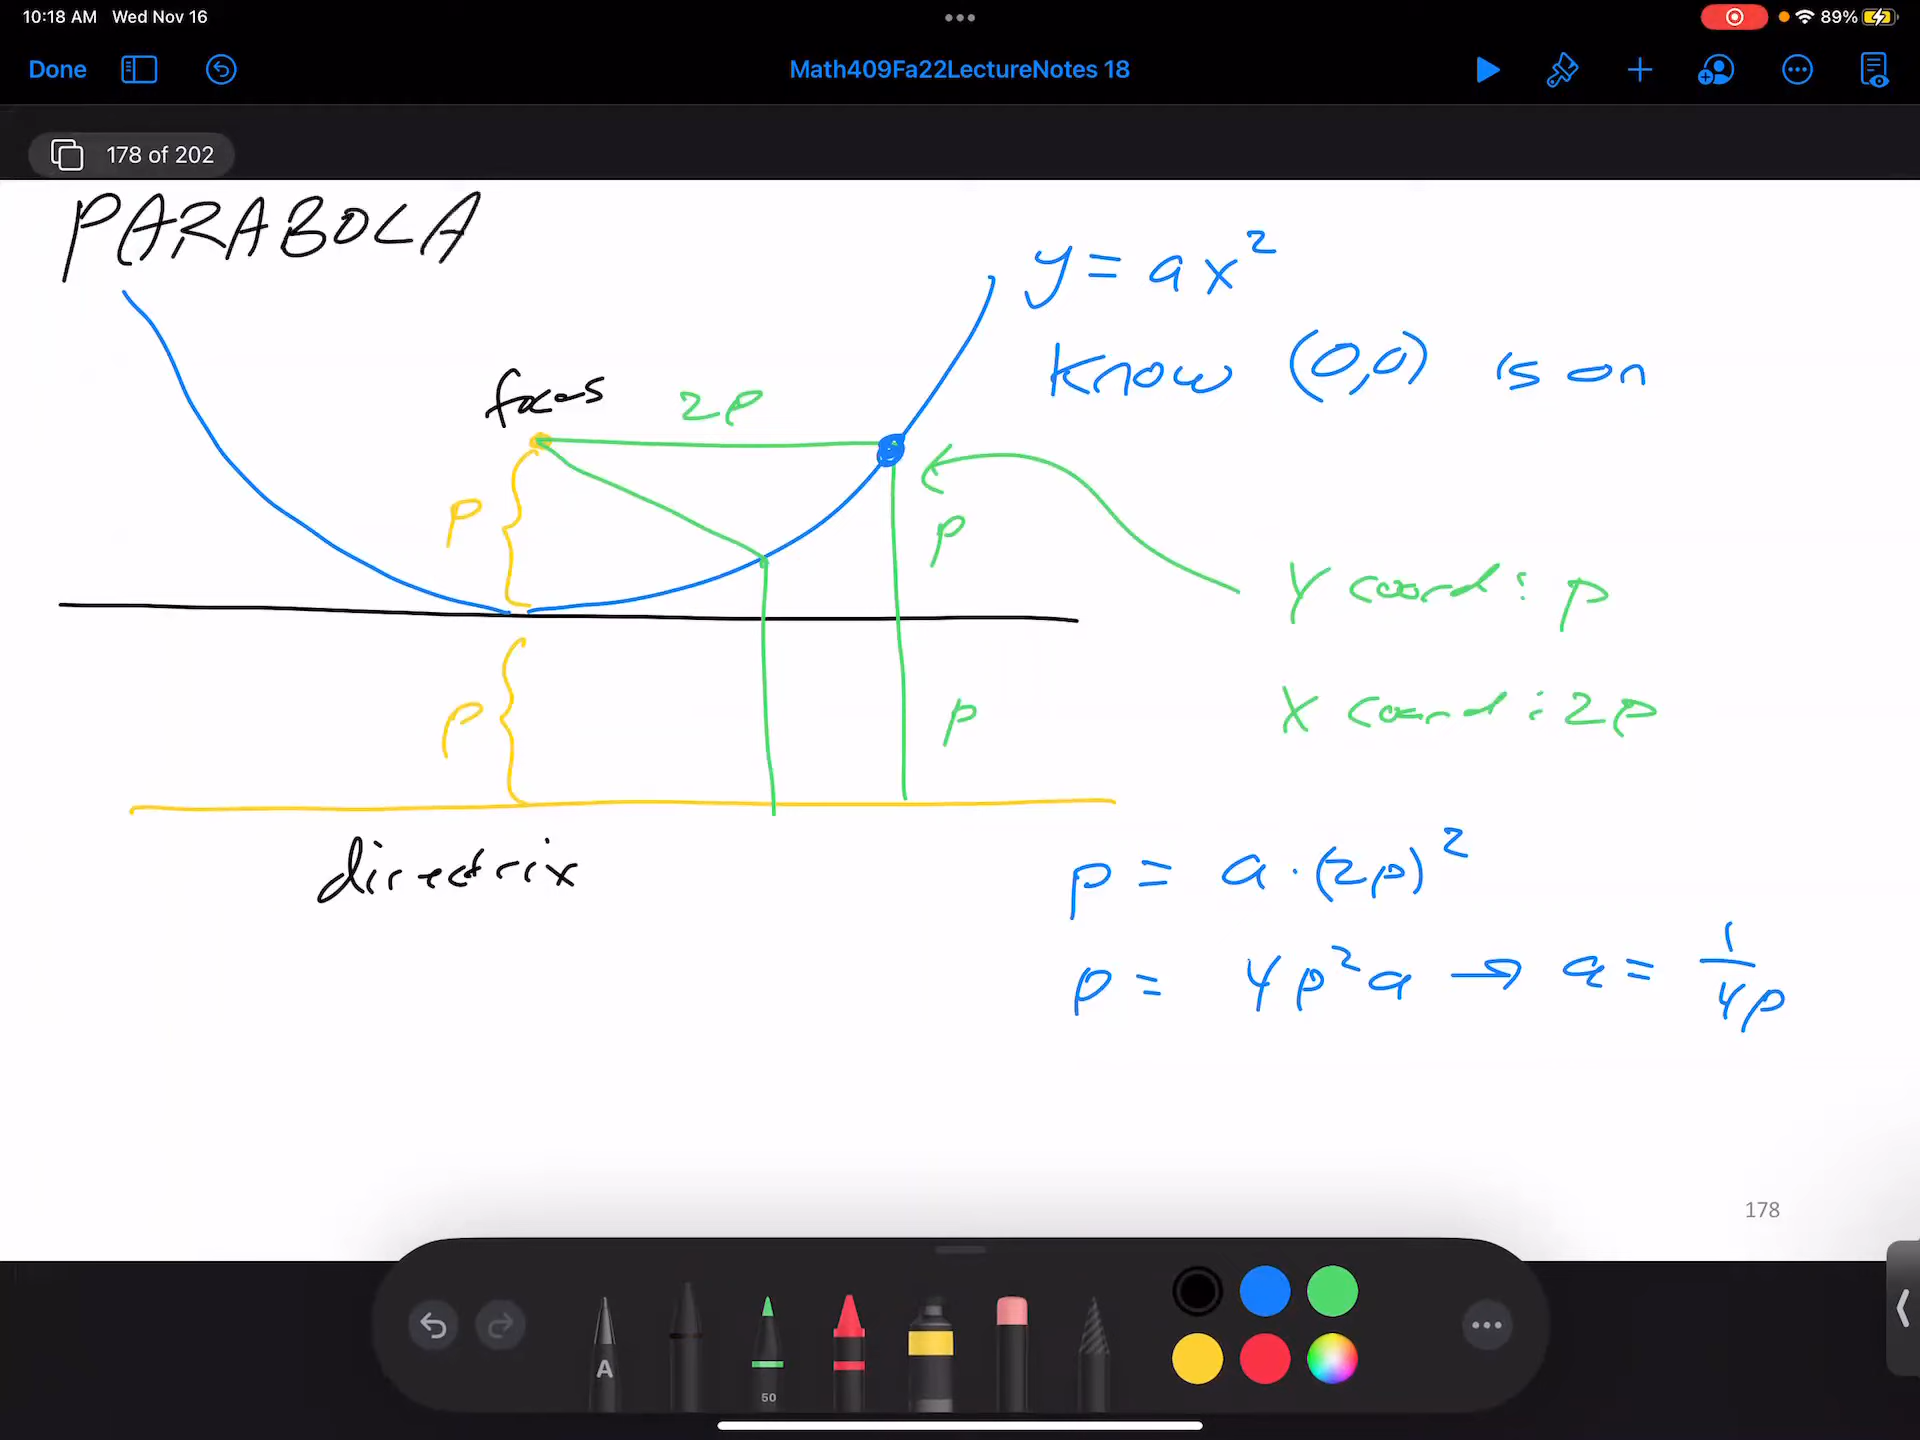 10:18 AM Wed Nov 16
89%
Done
Math409Fa22LectureNotes 18
178 of 202
PARABOLA
y = ax²
know (0,0) is on
focus
2p
p
p
Y coord: p
X coord: 2p
p
p
directrix
p = a·(2p)²
p = 4p²a → a = 1/4p
178
A
50